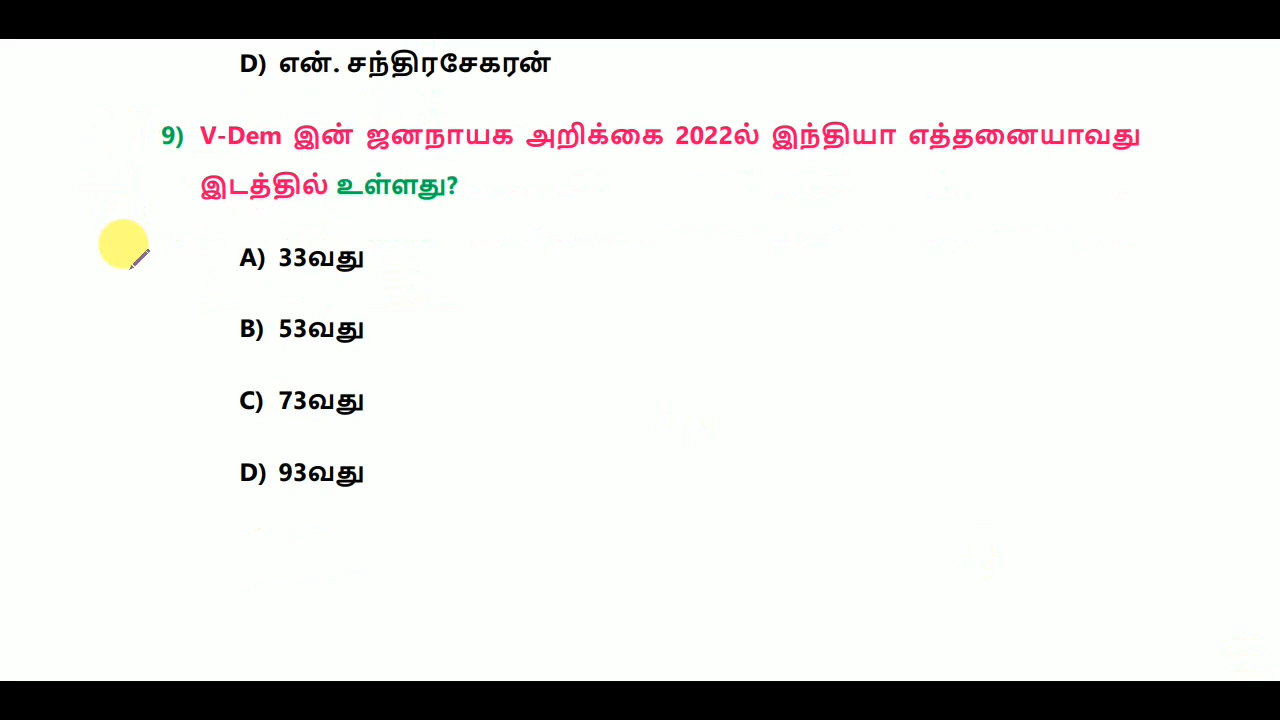 D) என். சந்திரசேகரன்
9) V-Dem இன் ஜனநாயக அறிக்கை 2022ல் இந்தியா எத்தனையாவது
இடத்தில் உள்ளது?
A) 33வது
B) 53வது
C) 73வது
D) 93வது